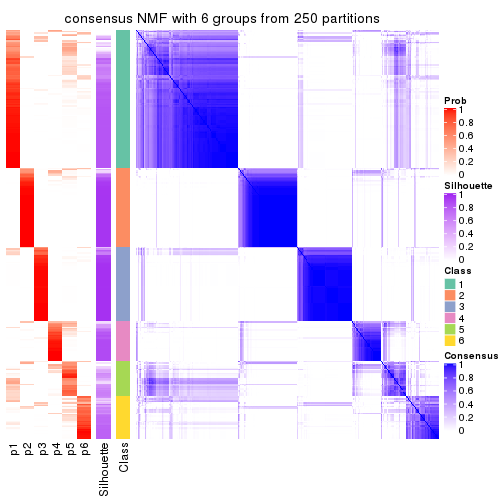 consensus NMF with 6 groups from 250 partitions
Prob
1
0.8
0.6
0.4
0.2
0
Silhouette
1
0.8
0.6
0.4
0.2
0
Class
1
2
3
4
5
6
Consensus
1
0.8
0.6
0.4
0.2
0
p1
p2
p3
p4
p5
p6
Silhouette
Class